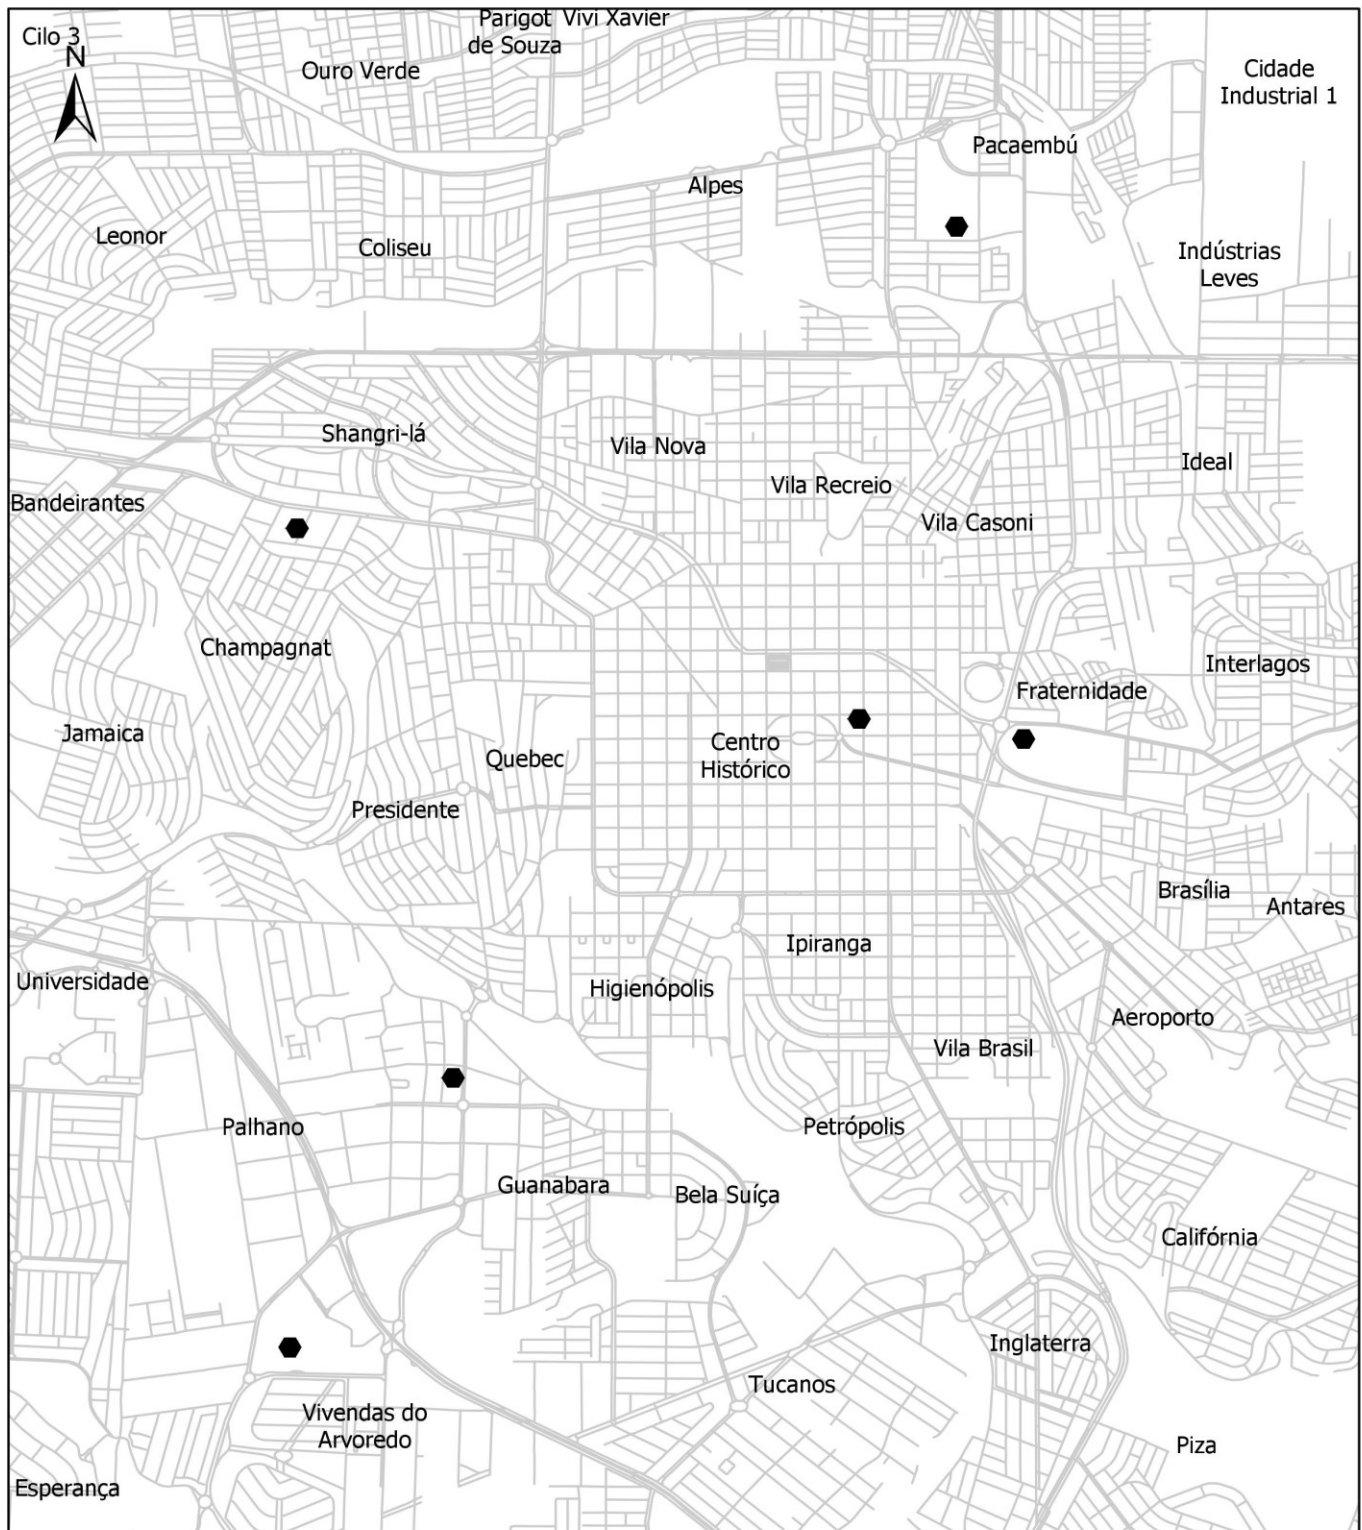 Parigot Vivi Xavier
de Souza
Cilo 3
N
Ouro Verde
Cidade
Industrial 1
Pacaembú
Alpes
Leonor
Coliseu
Indústrias
Leves
Shangri-lá
Vila Nova
Ideal
Vila Recreio
Bandeirantes
Vila Casoni
Champagnat
Interlagos
Fraternidade
Jamaica
Centro
Histórico
Quebec
Presidente
Brasília
Antares
Ipiranga
Universidade
Higienópolis
Aeroporto
Vila Brasil
Palhano
Petrópolis
Guanabara
Bela Suíça
Califórnia
Inglaterra
Tucanos
Vivendas do
Arvoredo
Piza
Esperança